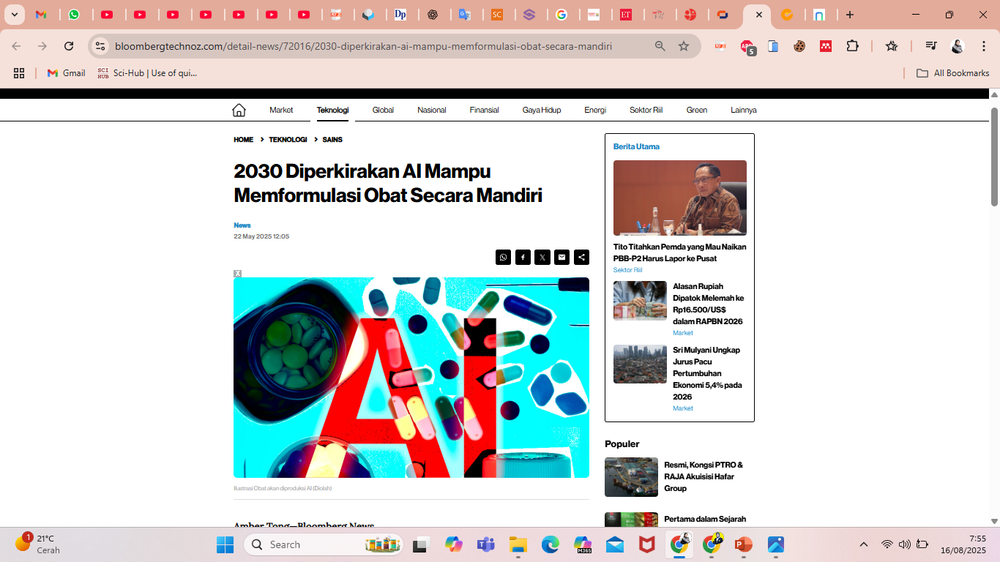 bloombergtechnoz.com/detail-news/72016/2030-diperkirakan-ai-mampu-memformulasi-obat-secara-mandiri
5
Gmail
SCI HUB
Sci-Hub | Use of qui...
All Bookmarks
Market
Teknologi
Global
Nasional
Finansial
Gaya Hidup
Energi
Sektor Riil
Green
Lainnya
HOME > TEKNOLOGI > SAINS
2030 Diperkirakan AI Mampu
Memformulasi Obat Secara Mandiri
News
22 May 2025 12:05
X
AI
Ilustrasi Obat akan diproduksi AI (Diolah)
Amber Tong—Bloomberg News
Berita Utama
Tito Titahkan Pemda yang Mau Naikan
PBB-P2 Harus Lapor ke Pusat
Sektor Riil
Alasan Rupiah
Dipatok Melemah ke
Rp16.500/US$
dalam RAPBN 2026
Market
Sri Mulyani Ungkap
Jurus Pacu
Pertumbuhan
Ekonomi 5,4% pada
2026
Market
Populer
Resmi, Kongsi PTRO &
RAJA Akuisisi Hafar
Group
Pertama dalam Sejarah
1
21°C
Cerah
Search
M365
7:55
16/08/2025